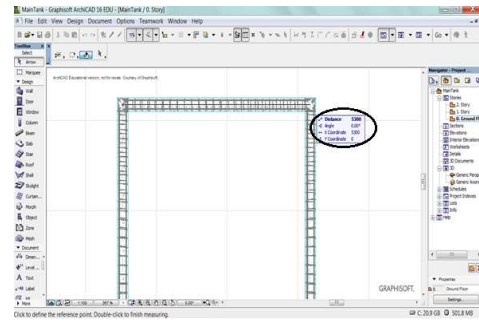 MainTank - Graphisoft ArchiCAD 16 EDU - [MainTank / 0. Story]
File Edit View Design Document Options Teamwork Window Help
ToolBox
Select
Arrow
Marquee
Design
Wall
Door
Window
Column
Beam
Slab
Stair
Roof
Shell
Skylight
Curtain...
Morph
Object
Zone
Mesh
Document
Dimen...
Level ...
Text
Label
More
ArchiCAD Educational version, not for resale. Courtesy of Graphisoft.
Distance 5300
Angle 0.00°
X Coordinate 5300
Y Coordinate 0
GRAPHISOFT.
Navigator - Project ...
MainTank
Stories
2. Story
1. Story
0. Ground F
Sections
Elevations
Interior Elevations
Worksheets
Details
3D Documents
3D
Generic Persp
Generic Axon
Schedules
Project Indexes
Lists
Info
Help
Properties
0. Ground Floor
Settings...
Click to define the reference point. Double-click to finish measuring.
C: 20.9 GB 501.8 MB